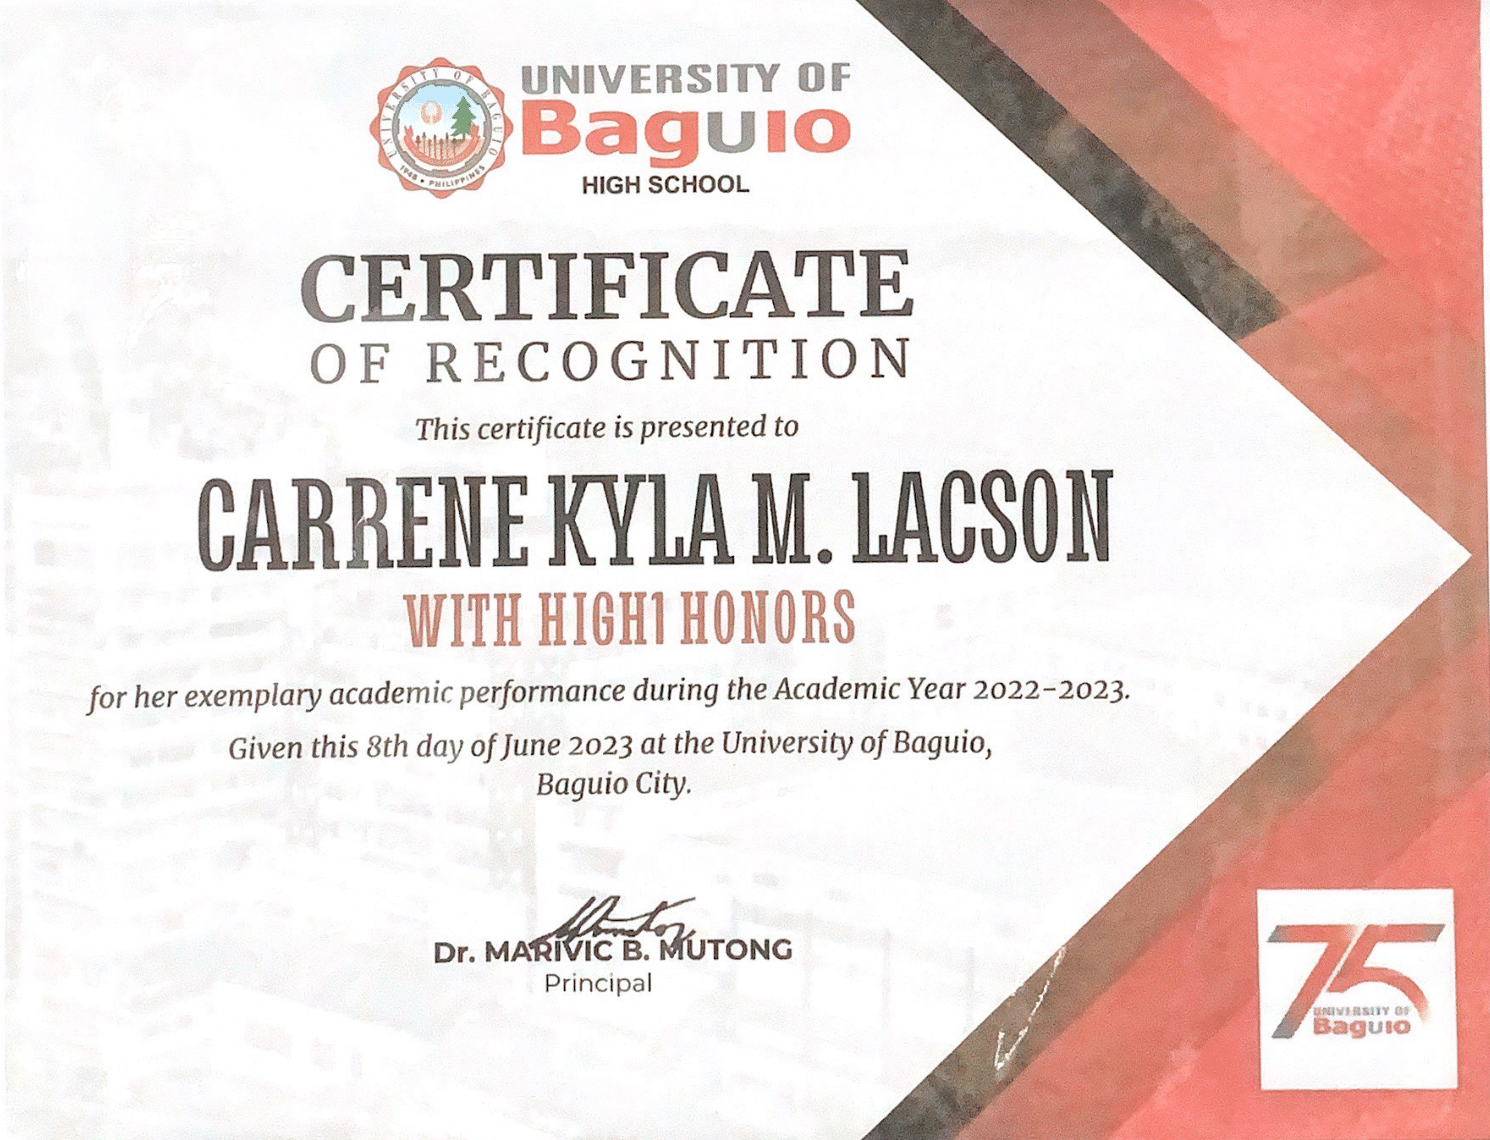 UNIVERSITY OF BAGUIO
1948 • PHILIPPINES
UNIVERSITY OF
Baguio
HIGH SCHOOL
CERTIFICATE
OF RECOGNITION
This certificate is presented to
CARRENE KYLA M. LACSON
WITH HIGH1 HONORS
for her exemplary academic performance during the Academic Year 2022-2023.
Given this 8th day of June 2023 at the University of Baguio,
Baguio City.
Dr. MARIVIC B. MUTONG
Principal
75
UNIVERSITY OF
Baguio